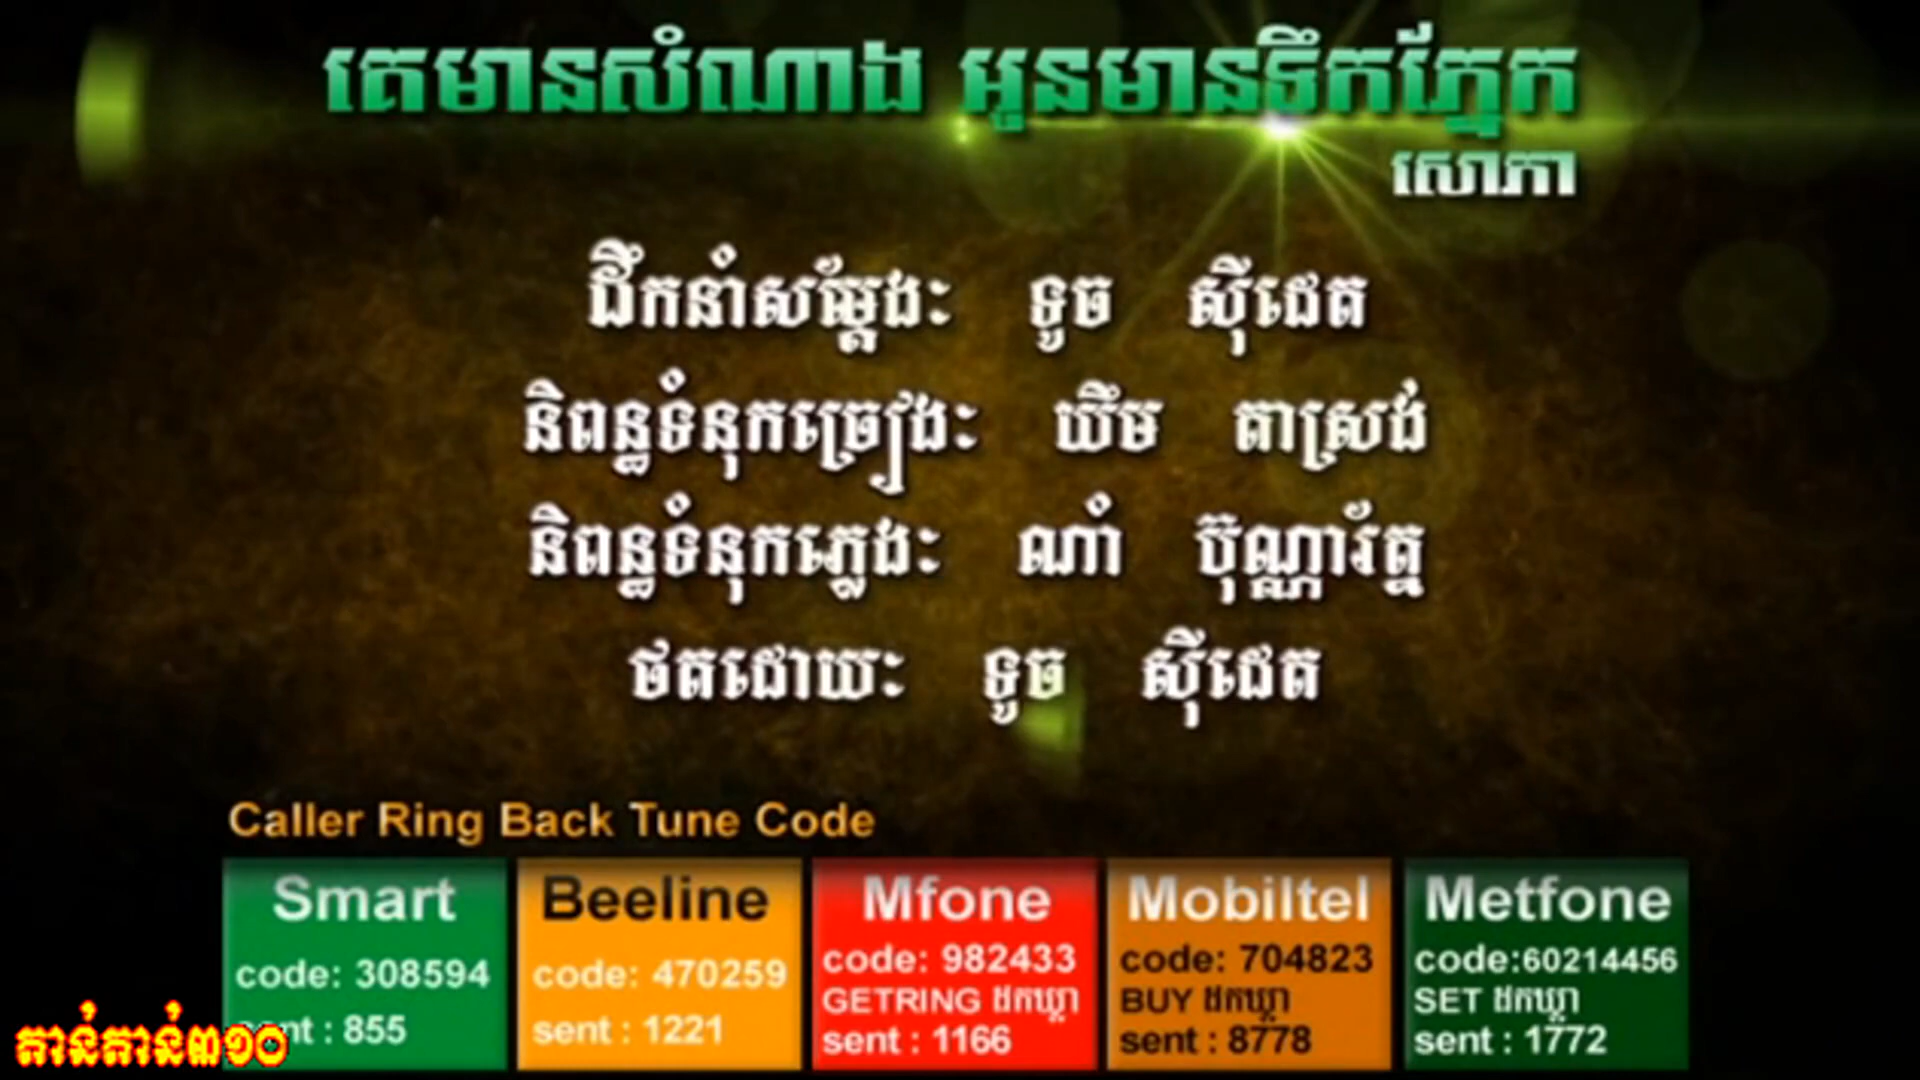 គេមានសំណាង អូនមានទឹកភ្នែក
សោភា
ដឹកនាំសម្តែងៈ ទូច ស៊ីដេត
និពន្ធទំនុកច្រៀងៈ ឃឹម តាស្រង់
និពន្ធទំនុកភ្លេងៈ ណាំ ប៊ុណ្ណារ័ត្ន
ថតដោយៈ ទូច ស៊ីដេត
Caller Ring Back Tune Code
Smart Beeline Mfone Mobiltel Metfone
code: 308594 code: 470259 code: 982433 code: 704823 code:60214456
GETRING ដកឃ្លា BUY ដកឃ្លា SET ដកឃ្លា
sent : 855 sent : 1221 sent : 1166 sent : 8778 sent : 1772
តាន់តាន់៣១០